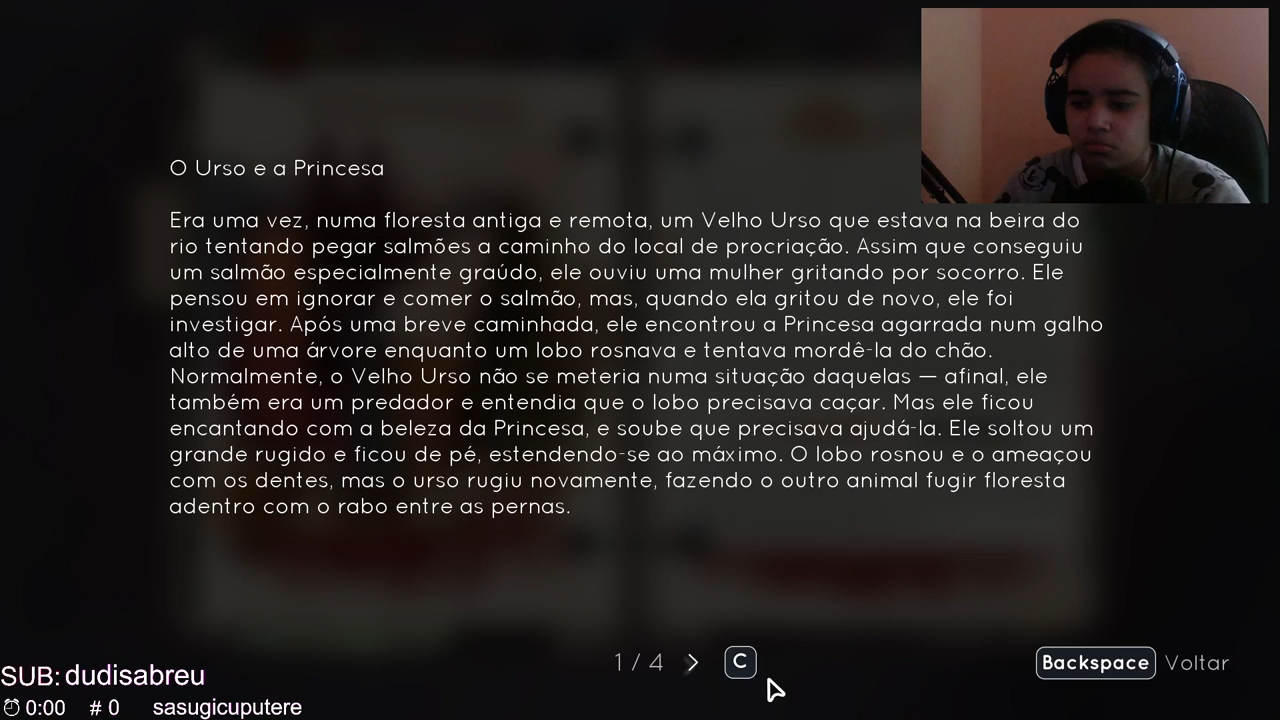 O Urso e a Princesa
Era uma vez, numa floresta antiga e remota, um Velho Urso que estava na beira do
rio tentando pegar salmões a caminho do local de procriação. Assim que conseguiu
um salmão especialmente graúdo, ele ouviu uma mulher gritando por socorro. Ele
pensou em ignorar e comer o salmão, mas, quando ela gritou de novo, ele foi
investigar. Após uma breve caminhada, ele encontrou a Princesa agarrada num galho
alto de uma árvore enquanto um lobo rosnava e tentava mordê-la do chão.
Normalmente, o Velho Urso não se meteria numa situação daquelas — afinal, ele
também era um predador e entendia que o lobo precisava caçar. Mas ele ficou
encantando com a beleza da Princesa, e soube que precisava ajudá-la. Ele soltou um
grande rugido e ficou de pé, estendendo-se ao máximo. O lobo rosnou e o ameaçou
com os dentes, mas o urso rugiu novamente, fazendo o outro animal fugir floresta
adentro com o rabo entre as pernas.
1 / 4 > C
Backspace Voltar
SUB: dudisabreu
0:00 # 0 sasugicuputere